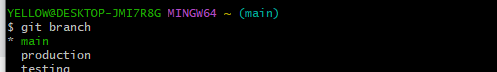 YELLOW@DESKTOP-JMI7R8G MINGW64 ~ (main)
$ git branch
* main
  production
  testing